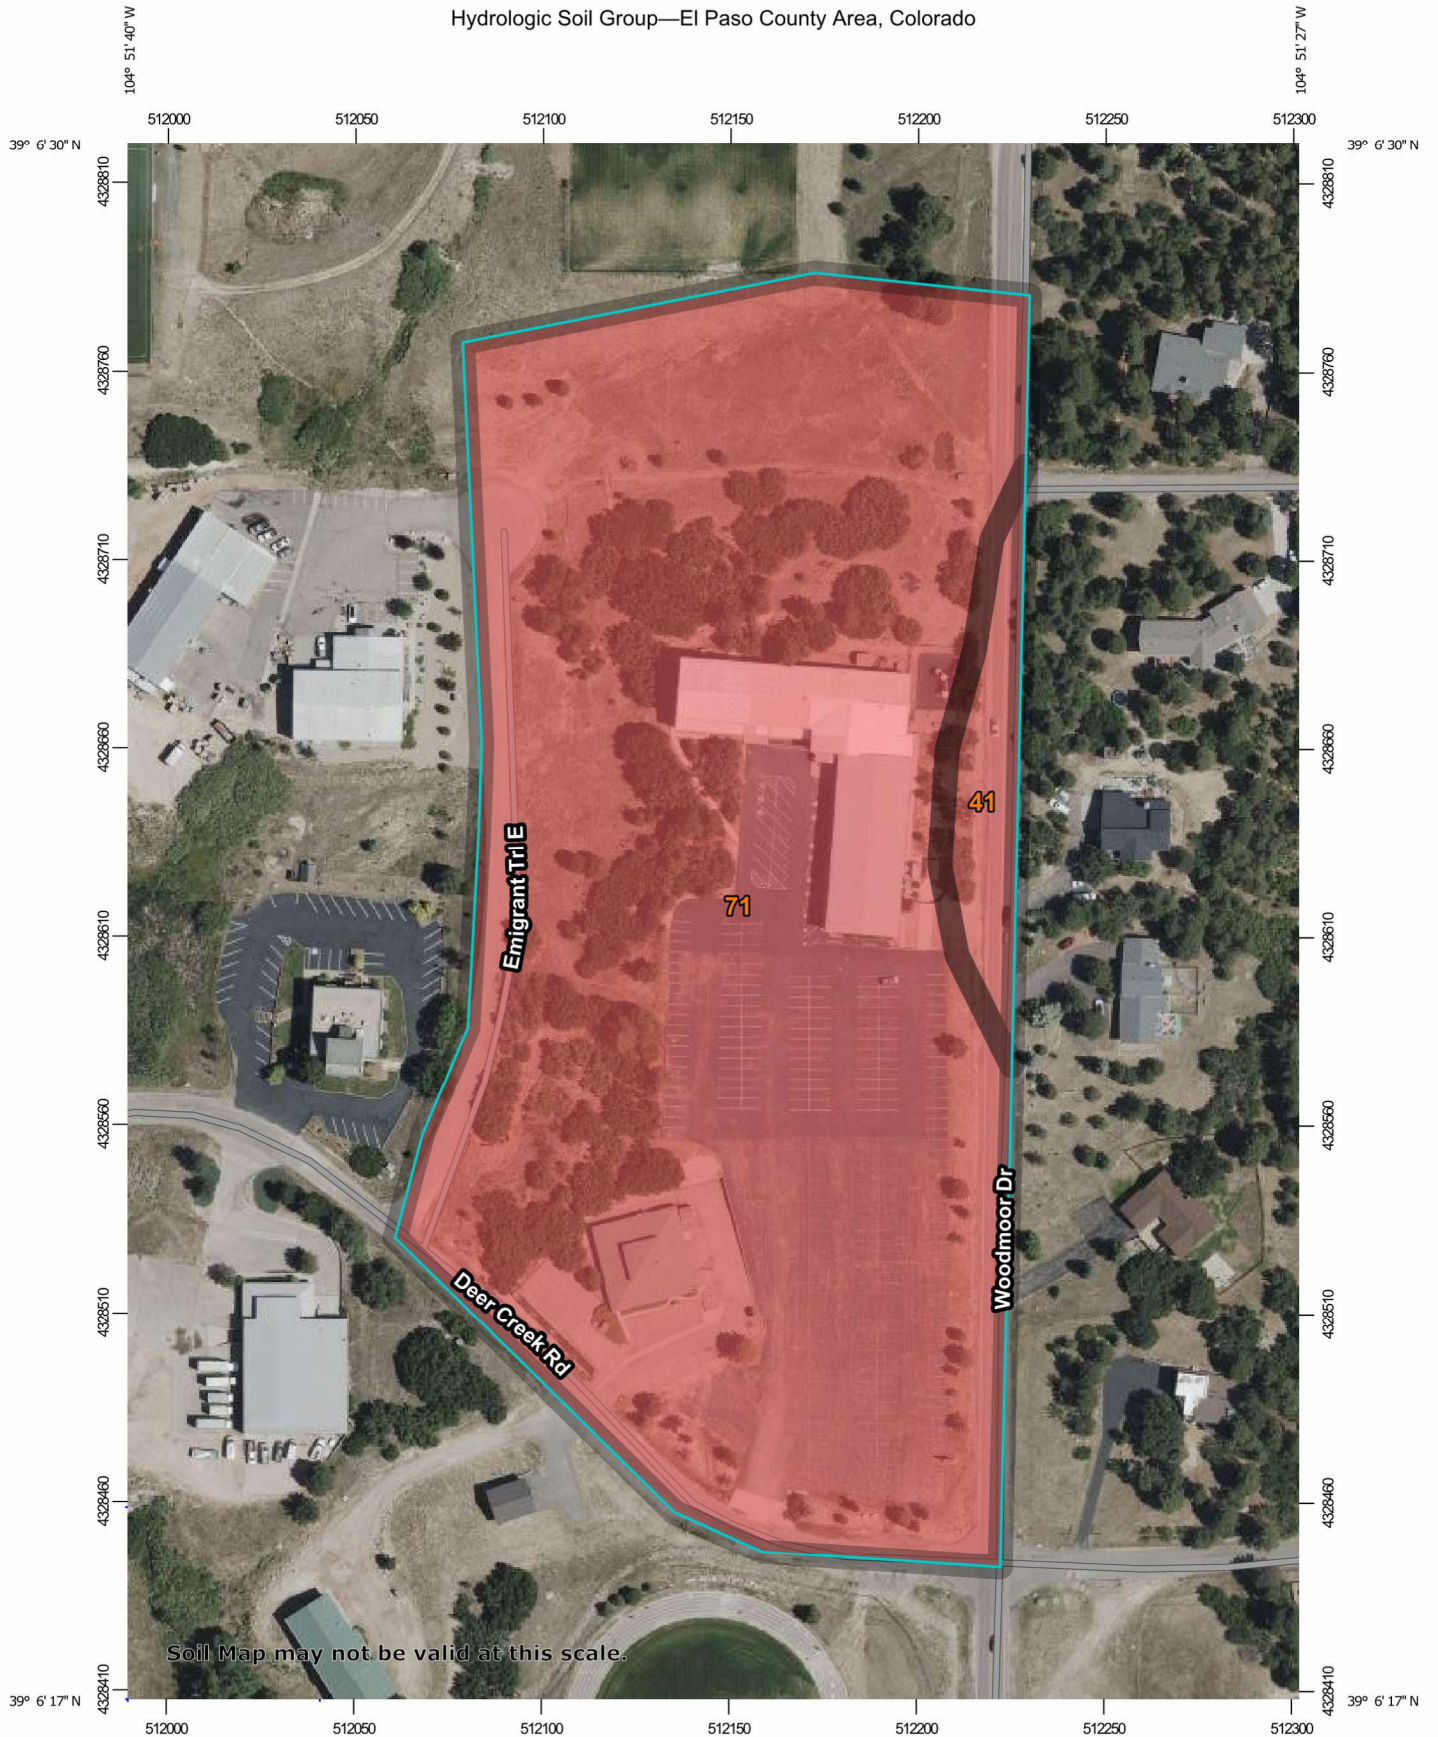 Hydrologic Soil Group—El Paso County Area, Colorado
104° 51' 40" W
104° 51' 27" W
512000 512050 512100 512150 512200 512250 512300
39° 6' 30" N
39° 6' 30" N
4328810
4328810
4328760
4328760
4328710
4328710
4328660
4328660
41
Emigrant Trl E
71
4328610
4328610
4328560
4328560
Woodmoor Dr
Deer Creek Rd
4328510
4328510
4328460
4328460
Soil Map may not be valid at this scale.
4328410
4328410
39° 6' 17" N
39° 6' 17" N
512000 512050 512100 512150 512200 512250 512300